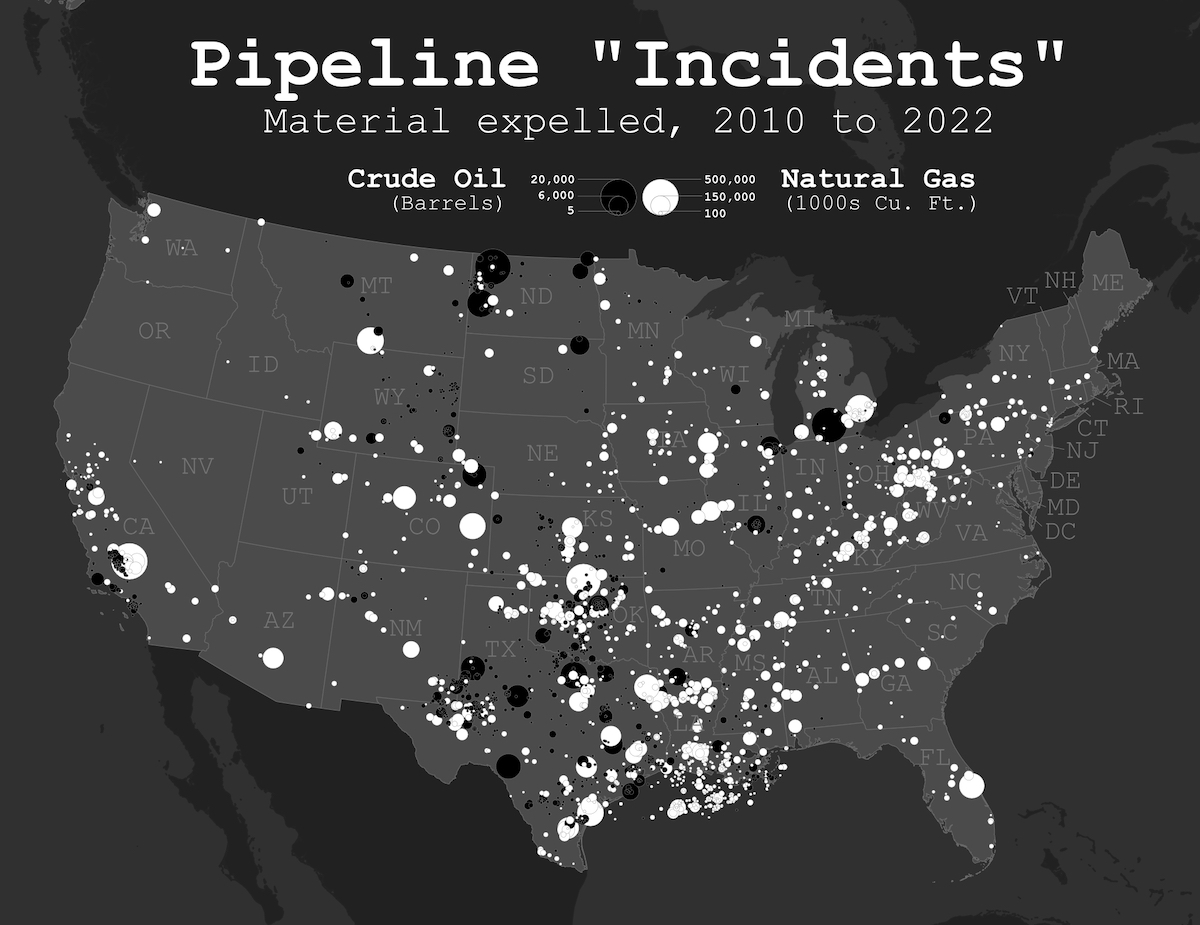 Pipeline "Incidents"
Material expelled, 2010 to 2022
Crude Oil
(Barrels)
20,000
6,000
5
500,000
150,000
100
Natural Gas
(1000s Cu. Ft.)
WA
MT
ND
MN
MI
VT
NH
ME
OR
ID
WY
SD
WI
NY
MA
RI
CT
NJ
NV
UT
CO
NE
IA
IL
IN
OH
PA
DE
MD
DC
WV
VA
CA
KS
MO
KY
AZ
NM
OK
TN
NC
TX
AR
MS
AL
GA
SC
LA
FL